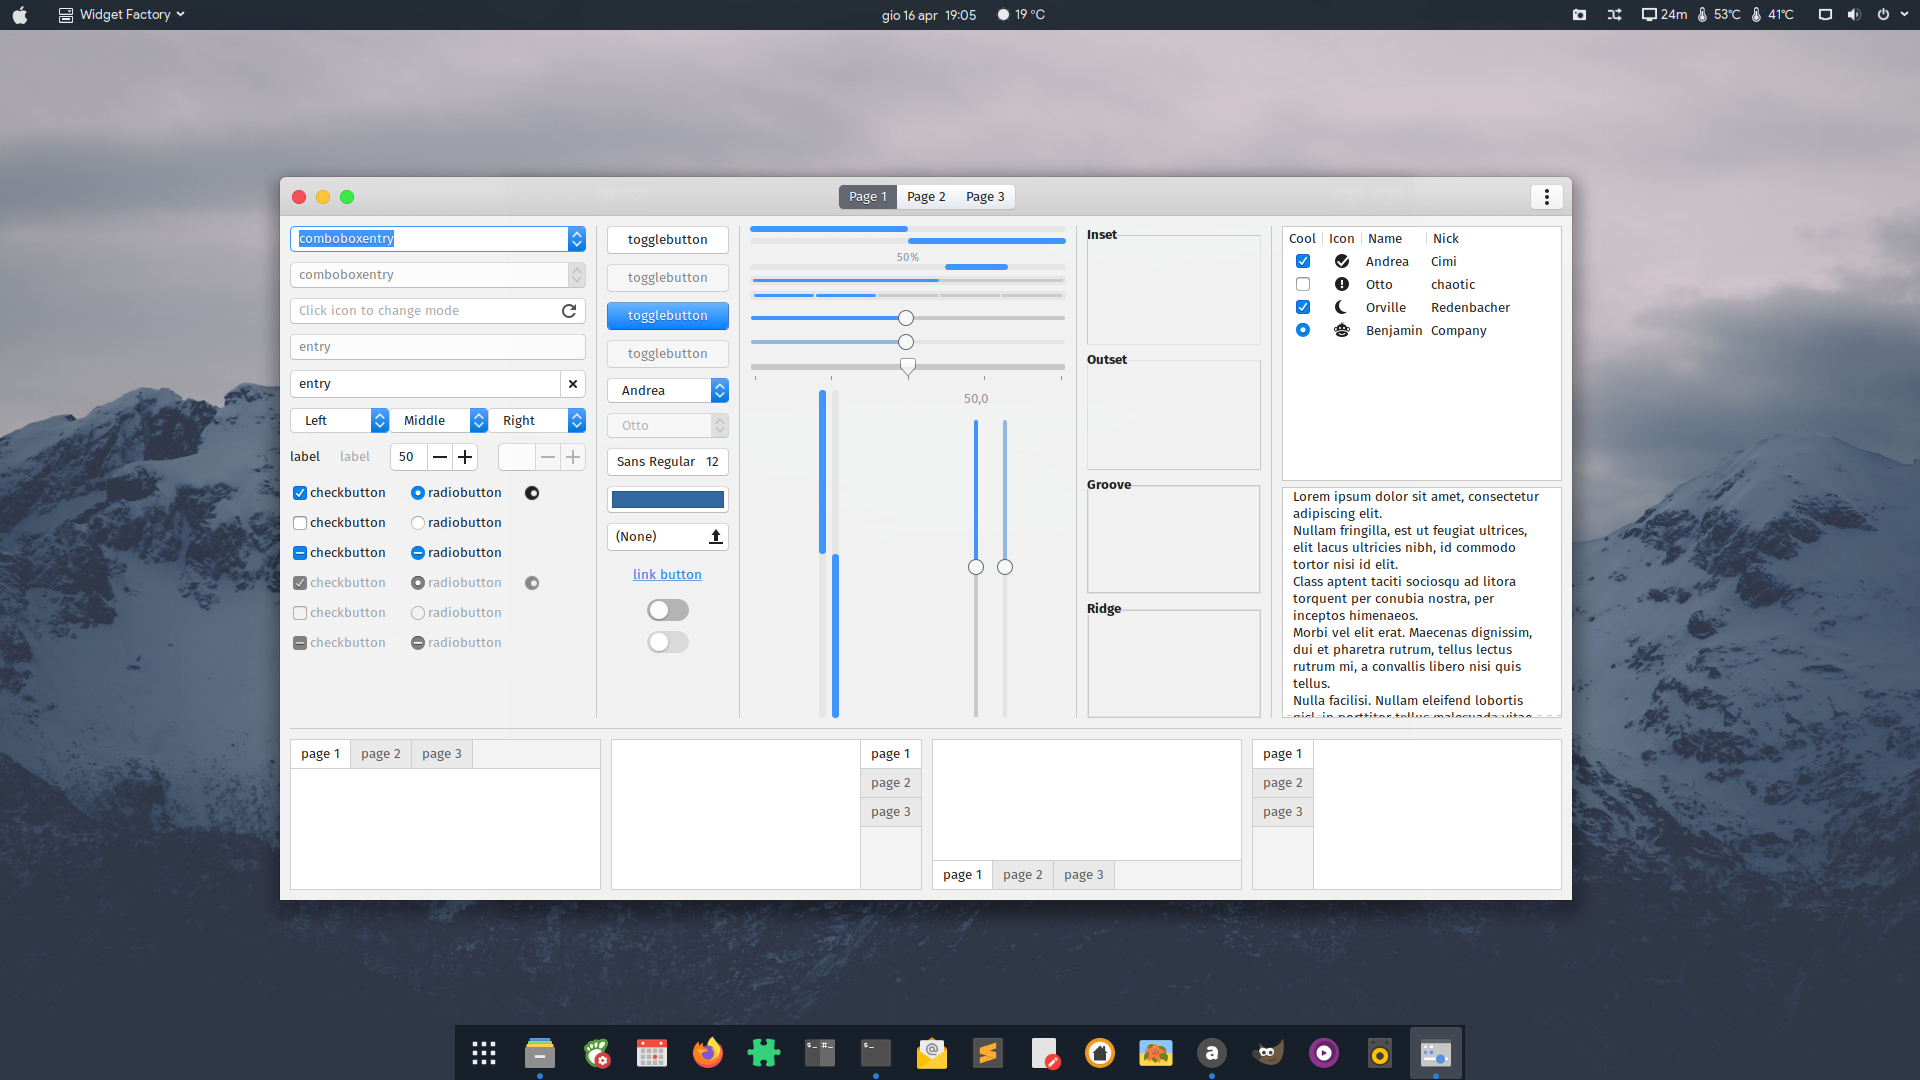 Widget Factory
gio 16 apr 19:05
19 °C
24m
53°C
41°C
Page 1
Page 2
Page 3
comboboxentry
comboboxentry
Click icon to change mode
entry
entry
Left
Middle
Right
label
label
50
checkbutton
radiobutton
checkbutton
radiobutton
checkbutton
radiobutton
checkbutton
radiobutton
checkbutton
radiobutton
checkbutton
radiobutton
togglebutton
togglebutton
togglebutton
togglebutton
Andrea
Otto
Sans Regular 12
(None)
link button
50%
50,0
Inset
Outset
Groove
Ridge
Cool Icon Name Nick
Andrea Cimi
Otto chaotic
Orville Redenbacher
Benjamin Company
Lorem ipsum dolor sit amet, consectetur
adipiscing elit.
Nullam fringilla, est ut feugiat ultrices,
elit lacus ultricies nibh, id commodo
tortor nisi id elit.
Class aptent taciti sociosqu ad litora
torquent per conubia nostra, per
inceptos himenaeos.
Morbi vel elit erat. Maecenas dignissim,
dui et pharetra rutrum, tellus lectus
rutrum mi, a convallis libero nisi quis
tellus.
Nulla facilisi. Nullam eleifend lobortis
nisl, in porttitor tellus malesuada vitae.
page 1
page 2
page 3
page 1
page 2
page 3
page 1
page 2
page 3
page 1
page 2
page 3